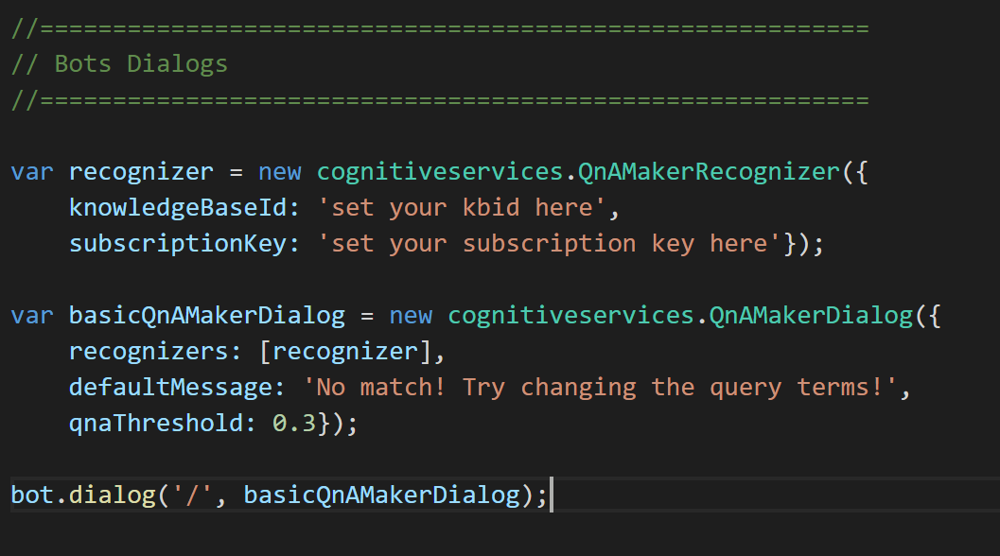 //=========================================================
// Bots Dialogs
//=========================================================
var recognizer = new cognitiveservices.QnAMakerRecognizer({
    knowledgeBaseId: 'set your kbid here',
    subscriptionKey: 'set your subscription key here'});
var basicQnAMakerDialog = new cognitiveservices.QnAMakerDialog({
    recognizers: [recognizer],
    defaultMessage: 'No match! Try changing the query terms!',
    qnaThreshold: 0.3});
bot.dialog('/', basicQnAMakerDialog);